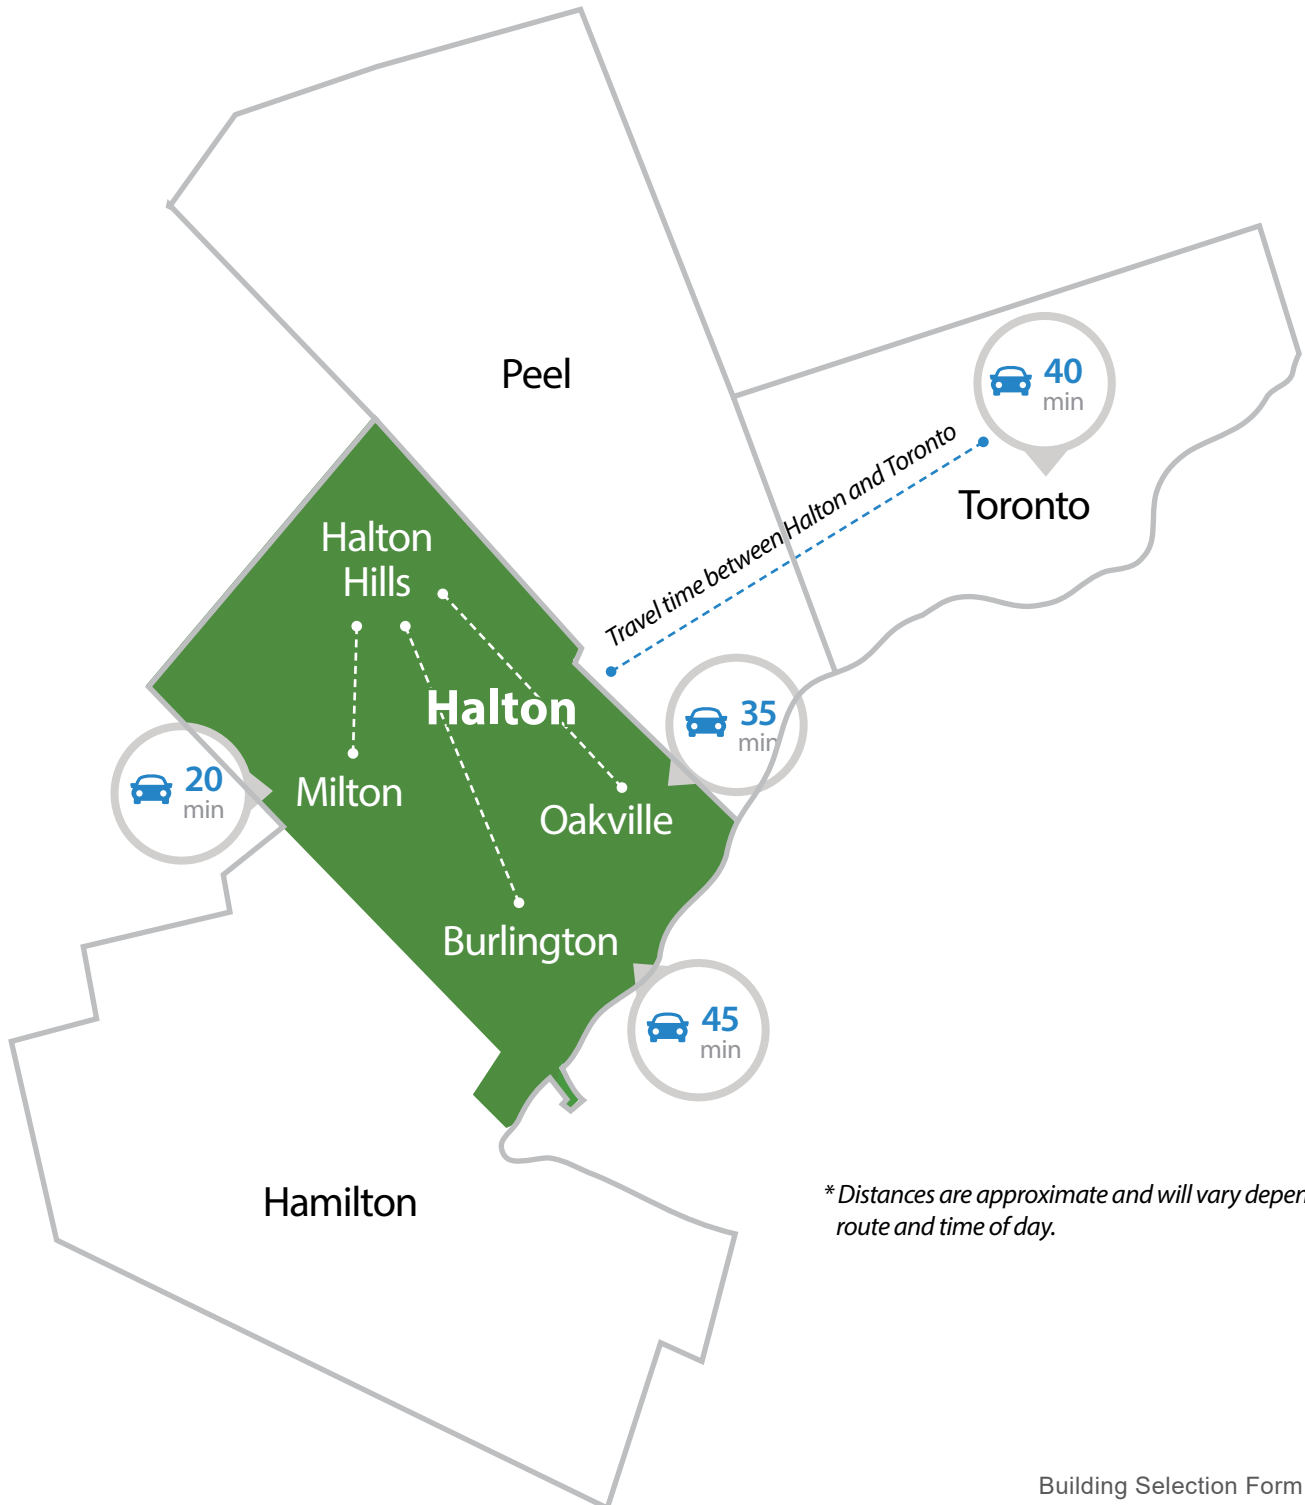 Peel
40
min
Travel time between Halton and Toronto
Toronto
Halton
Hills
Halton
35
min
20
min
Milton
Oakville
Burlington
45
min
Hamilton
* Distances are approximate and will vary
route and time of day.
Building Selection Form